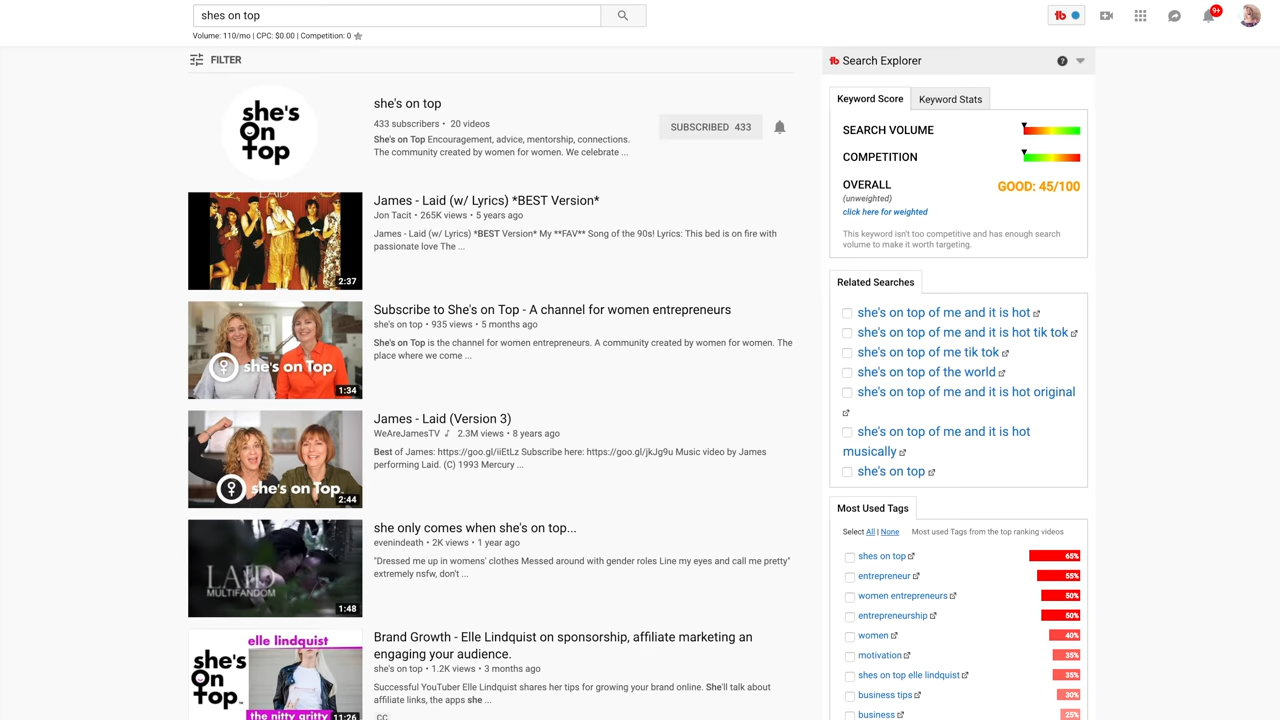 shes on top
Volume: 110/mo | CPC: $0.00 | Competition: 0
tb
9+
FILTER
she's
On
Top
she's on top
433 subscribers • 20 videos
She's on Top Encouragement, advice, mentorship, connections.
The community created by women for women. We celebrate ...
SUBSCRIBED 433
LAID
2:37
James - Laid (w/ Lyrics) *BEST Version*
Jon Tacit • 265K views • 5 years ago
James - Laid (w/ Lyrics) *BEST Version* My **FAV** Song of the 90s! Lyrics: This bed is on fire with
passionate love The ...
she's on Top.
1:34
Subscribe to She's on Top - A channel for women entrepreneurs
she's on top • 935 views • 5 months ago
She's on Top is the channel for women entrepreneurs. A community created by women for women. The
place where we come ...
she's on Top.
2:44
James - Laid (Version 3)
WeAreJamesTV ♪ 2.3M views • 8 years ago
Best of James: https://goo.gl/iiEtLz Subscribe here: https://goo.gl/jkJg9u Music video by James
performing Laid. (C) 1993 Mercury ...
LAID
MULTIFANDOM
1:48
she only comes when she's on top...
evenindeath • 2K views • 1 year ago
"Dressed me up in womens' clothes Messed around with gender roles Line my eyes and call me pretty"
extremely nsfw, don't ...
elle lindquist
she's
On
Top
the nitty gritty
11:26
Brand Growth - Elle Lindquist on sponsorship, affiliate marketing an
engaging your audience.
she's on top • 1.2K views • 3 months ago
Successful YouTuber Elle Lindquist shares her tips for growing your brand online. She'll talk about
affiliate links, the apps she ...
CC
tb Search Explorer
?
Keyword Score
Keyword Stats
SEARCH VOLUME
COMPETITION
OVERALL
GOOD: 45/100
(unweighted)
click here for weighted
This keyword isn't too competitive and has enough search
volume to make it worth targeting.
Related Searches
she's on top of me and it is hot
she's on top of me and it is hot tik tok
she's on top of me tik tok
she's on top of the world
she's on top of me and it is hot original
she's on top of me and it is hot
musically
she's on top
Most Used Tags
Select All | None Most used Tags from the top ranking videos
shes on top 65%
entrepreneur 55%
women entrepreneurs 50%
entrepreneurship 50%
women 40%
motivation 35%
shes on top elle lindquist 35%
business tips 30%
business 25%